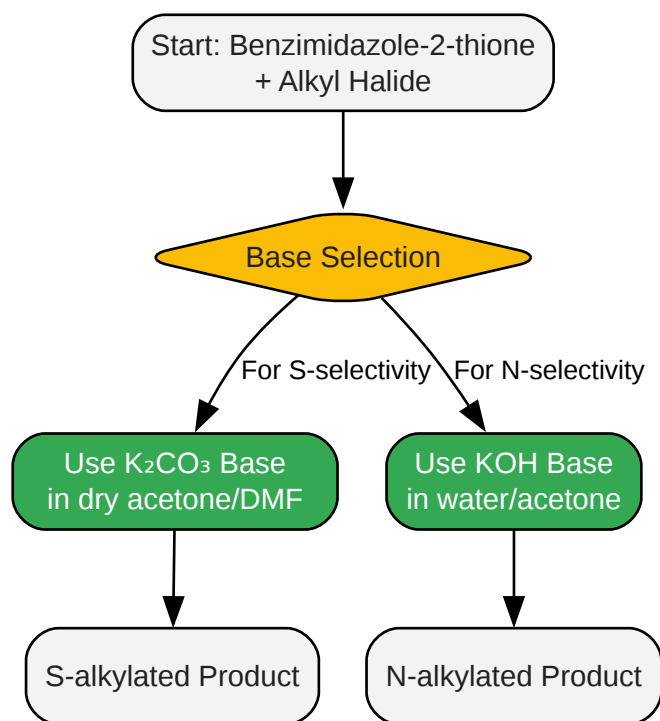 Start: Benzimidazole-2-thione
+ Alkyl Halide
Base Selection
For S-selectivity
For N-selectivity
Use K₂CO₃ Base
in dry acetone/DMF
Use KOH Base
in water/acetone
S-alkylated Product
N-alkylated Product